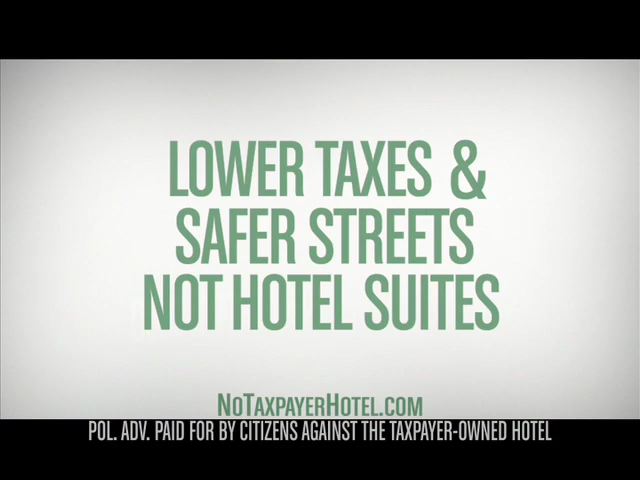 LOWER TAXES &
SAFER STREETS
NOT HOTEL SUITES
NOTAXPAYERHOTEL.COM
POL. ADV. PAID FOR BY CITIZENS AGAINST THE TAXPAYER-OWNED HOTEL